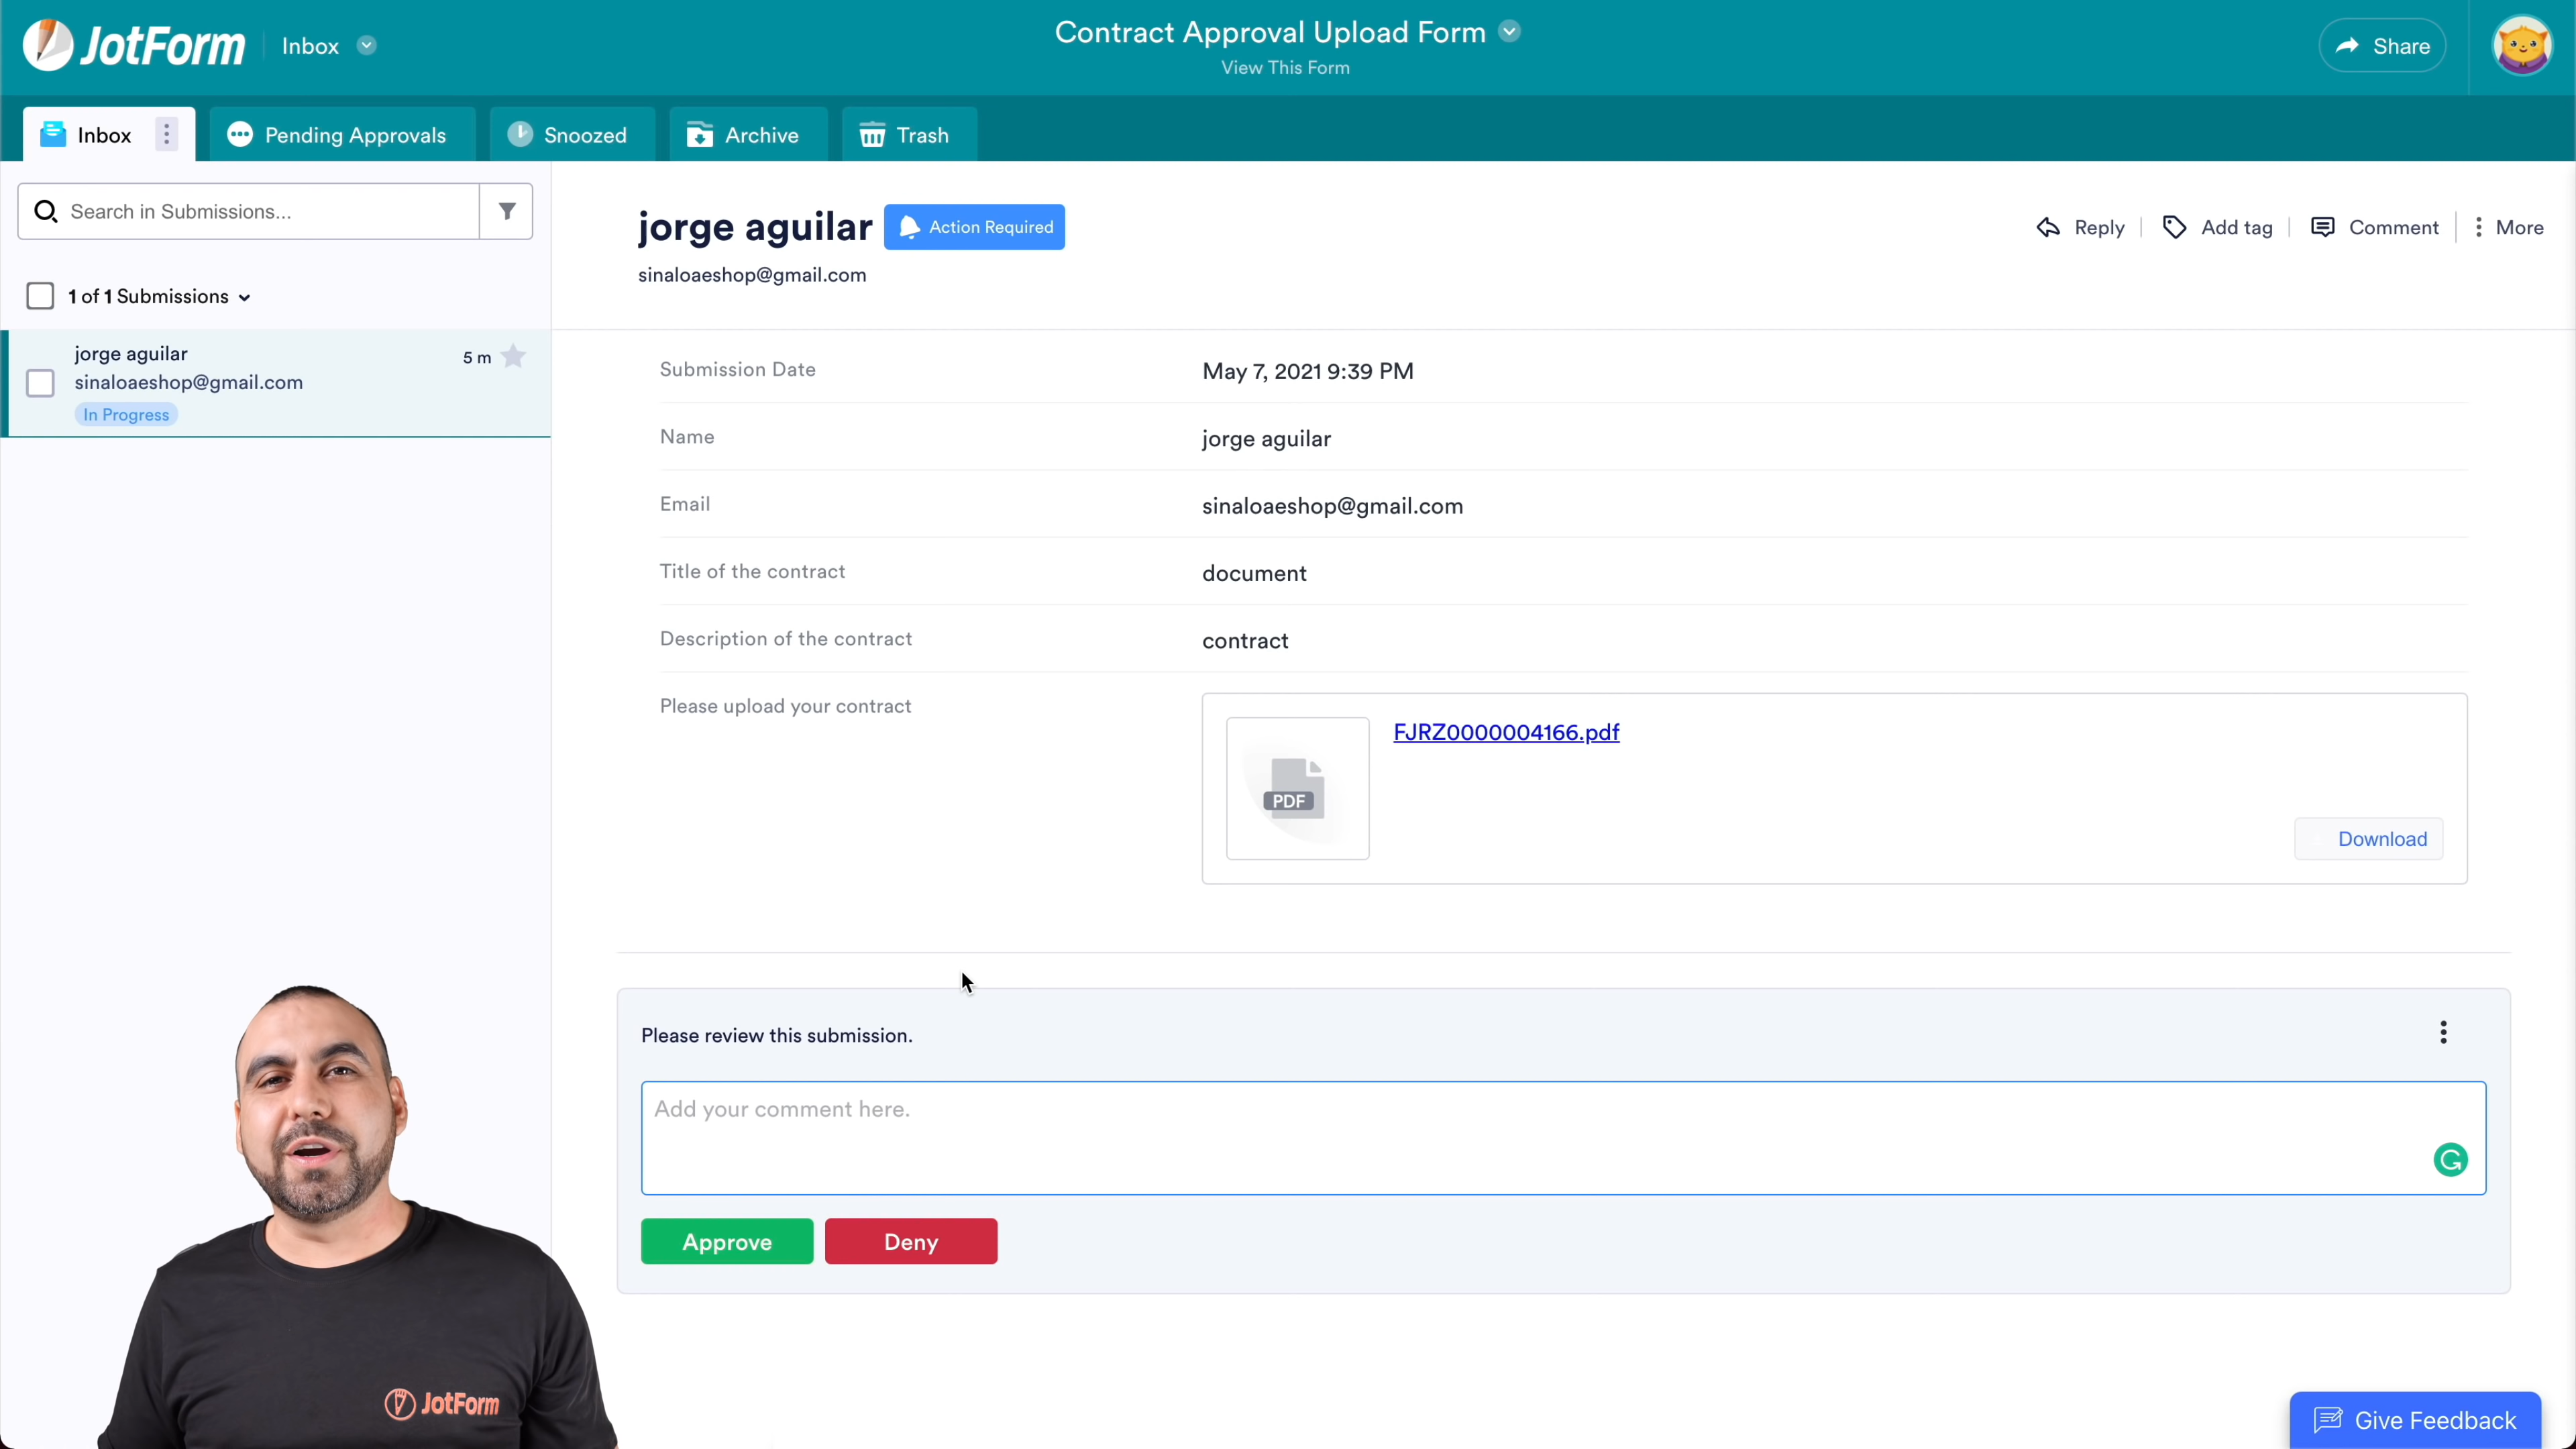 JotForm
Inbox
Contract Approval Upload Form
View This Form
Share
Inbox
Pending Approvals
Snoozed
Archive
Trash
Search in Submissions...
1 of 1 Submissions
jorge aguilar
5 m
sinaloaeshop@gmail.com
In Progress
jorge aguilar
Action Required
sinaloaeshop@gmail.com
Reply
Add tag
Comment
More
Submission Date
May 7, 2021 9:39 PM
Name
jorge aguilar
Email
sinaloaeshop@gmail.com
Title of the contract
document
Description of the contract
contract
Please upload your contract
PDF
FJRZ0000004166.pdf
Download
Please review this submission.
Add your comment here.
Approve
Deny
JotForm
Give Feedback